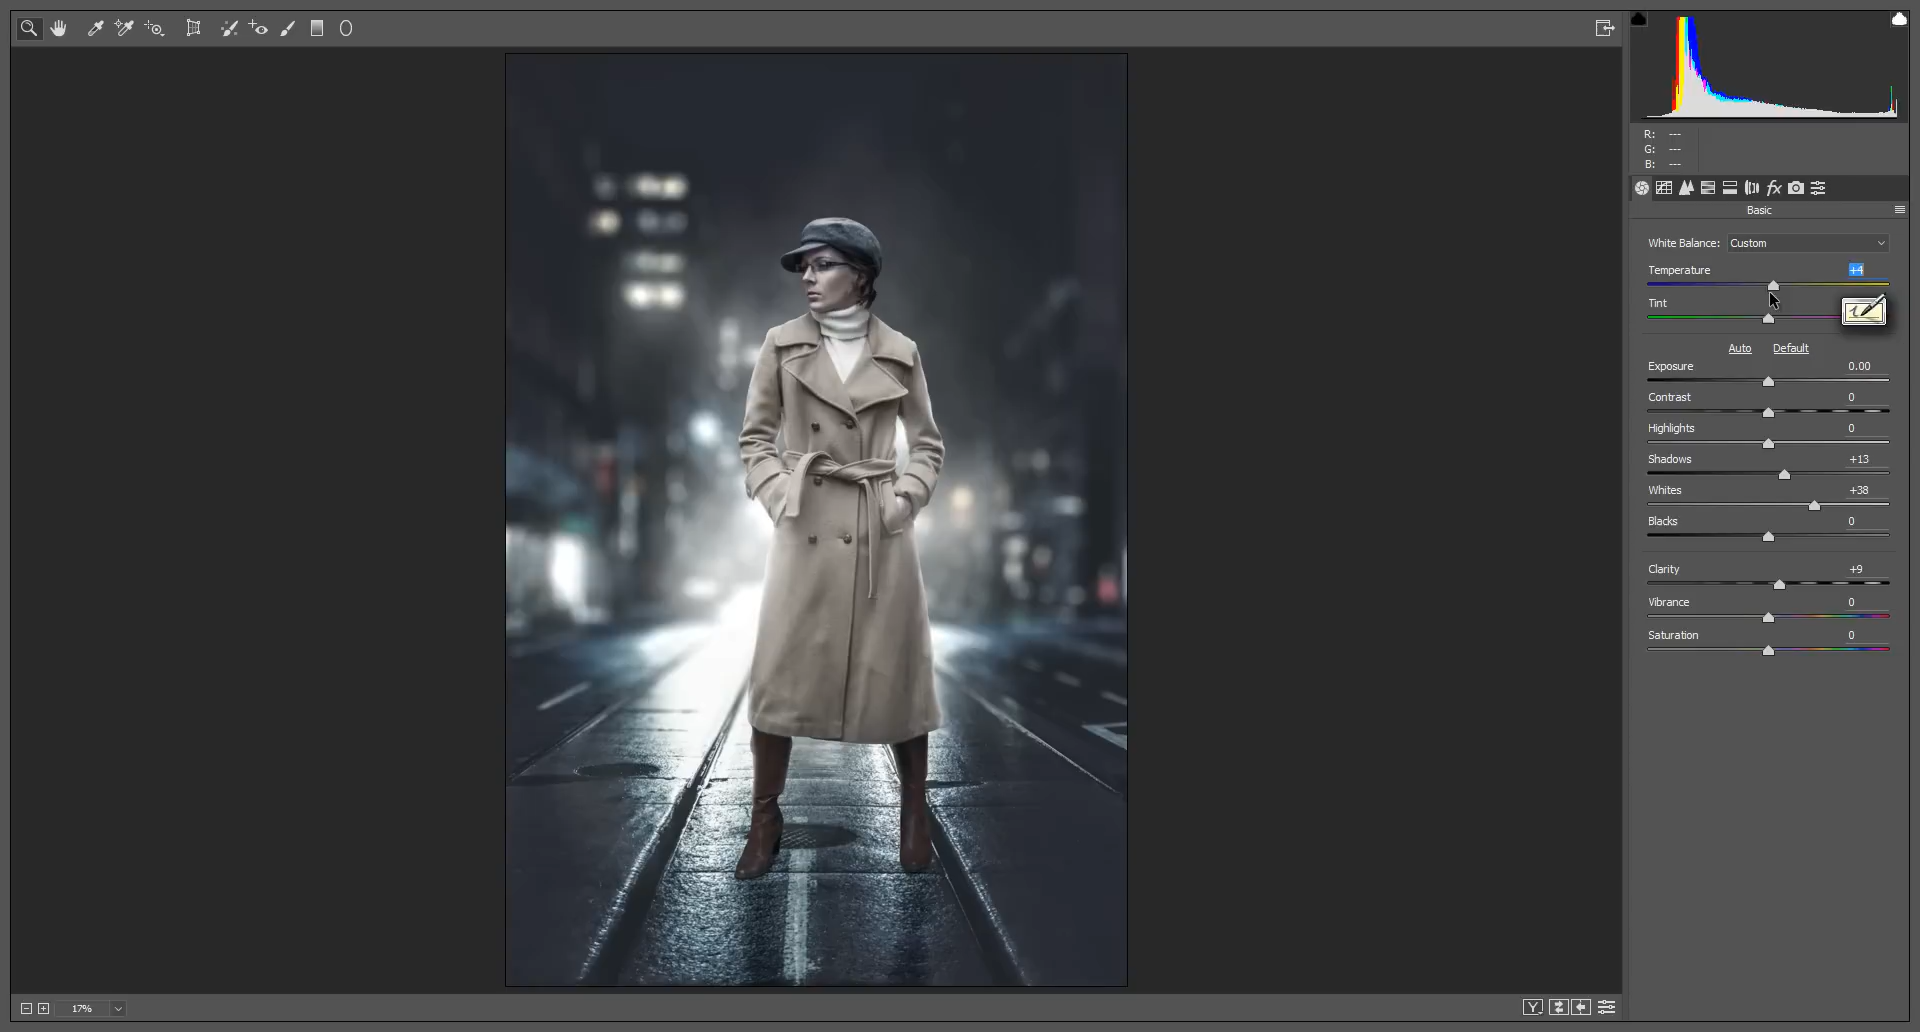 R: ---
G: ---
B: ---
fx
Basic
White Balance: Custom
Temperature +4
Tint
Auto Default
Exposure 0.00
Contrast 0
Highlights 0
Shadows +13
Whites +38
Blacks 0
Clarity +9
Vibrance 0
Saturation 0
17%
Y